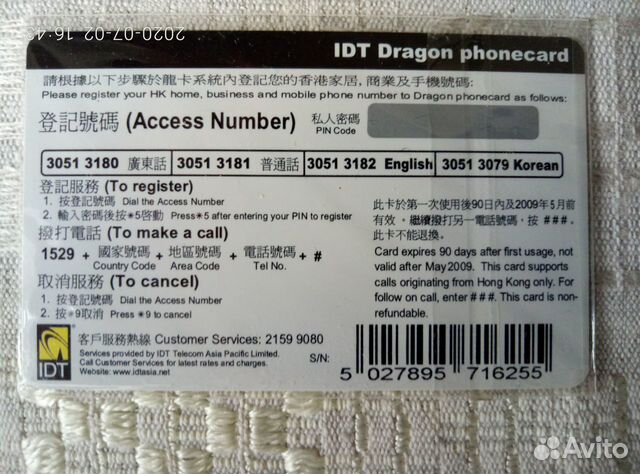 2020-07-02 16:4
IDT Dragon phonecard
請根據以下步驟於龍卡系統內登記您的香港家居, 商業及手機號碼:
Please register your HK home, business and mobile phone number to Dragon phonecard as follows:
登記號碼 (Access Number) 私人密碼
PIN Code
3051 3180 廣東話 3051 3181 普通話 3051 3182 English 3051 3079 Korean
登記服務 (To register)
1. 按登記號碼 Dial the Access Number
2. 輸入密碼後按✳5啓動 Press✳5 after entering your PIN to register
撥打電話 (To make a call)
1529 + 國家號碼 + 地區號碼 + 電話號碼 + #
Country Code Area Code Tel No.
取消服務 (To cancel)
1. 按登記號碼 Dial the Access Number
2. 按✳9取消 Press ✳9 to cancel
此卡於第一次使用後90日內及2009年5月前
有效。繼續撥打另一電話號碼, 按 ###.
此卡不能退換。
Card expires 90 days after first usage, not
valid after May2009. This card supports
calls originating from Hong Kong only. For
follow on call, enter ###. This card is non-
refundable.
IDT
客戶服務熱線 Customer Services: 2159 9080
Services provided by IDT Telecom Asia Pacific Limited.
Call Customer Services for latest rates and charges.
Website: www.idtasia.net
S/N:
5 027895 716255
Avito